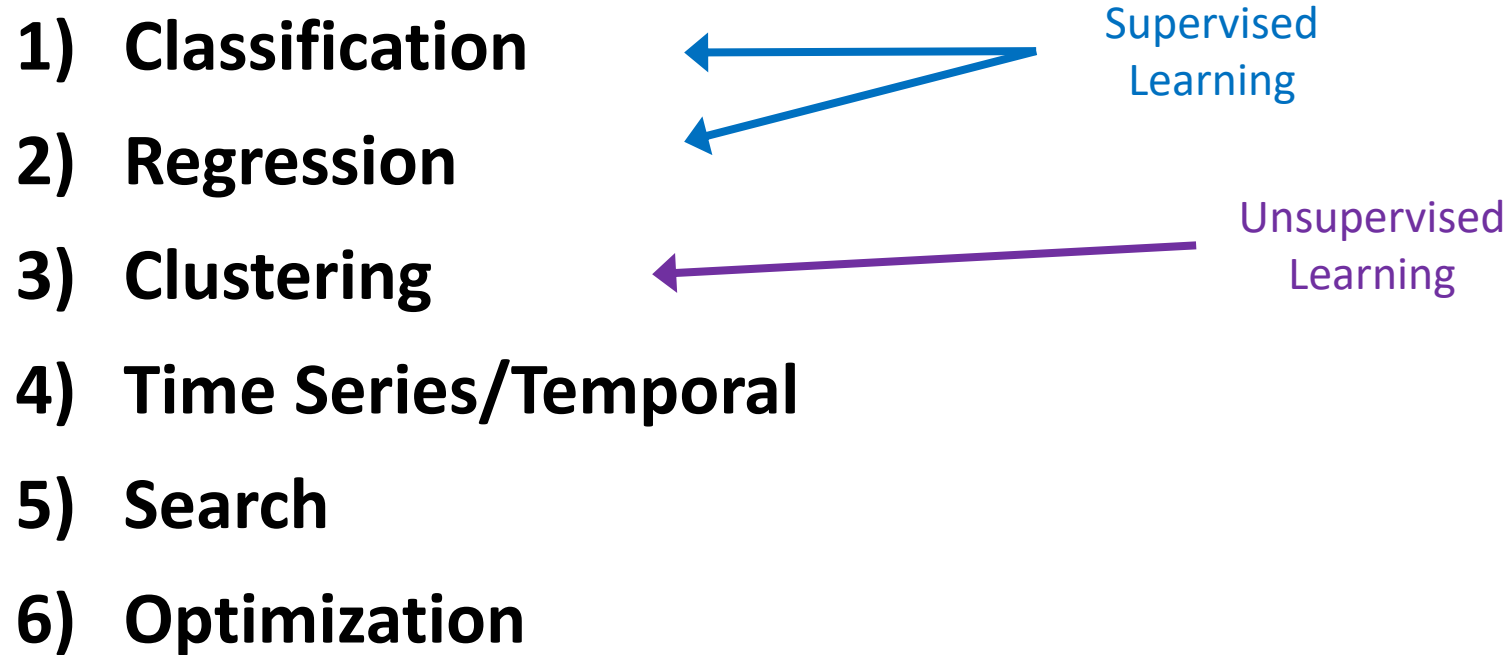 1) Classification
2) Regression
3) Clustering
4) Time Series/Temporal
5) Search
6) Optimization
Supervised
Learning
Unsupervised
Learning